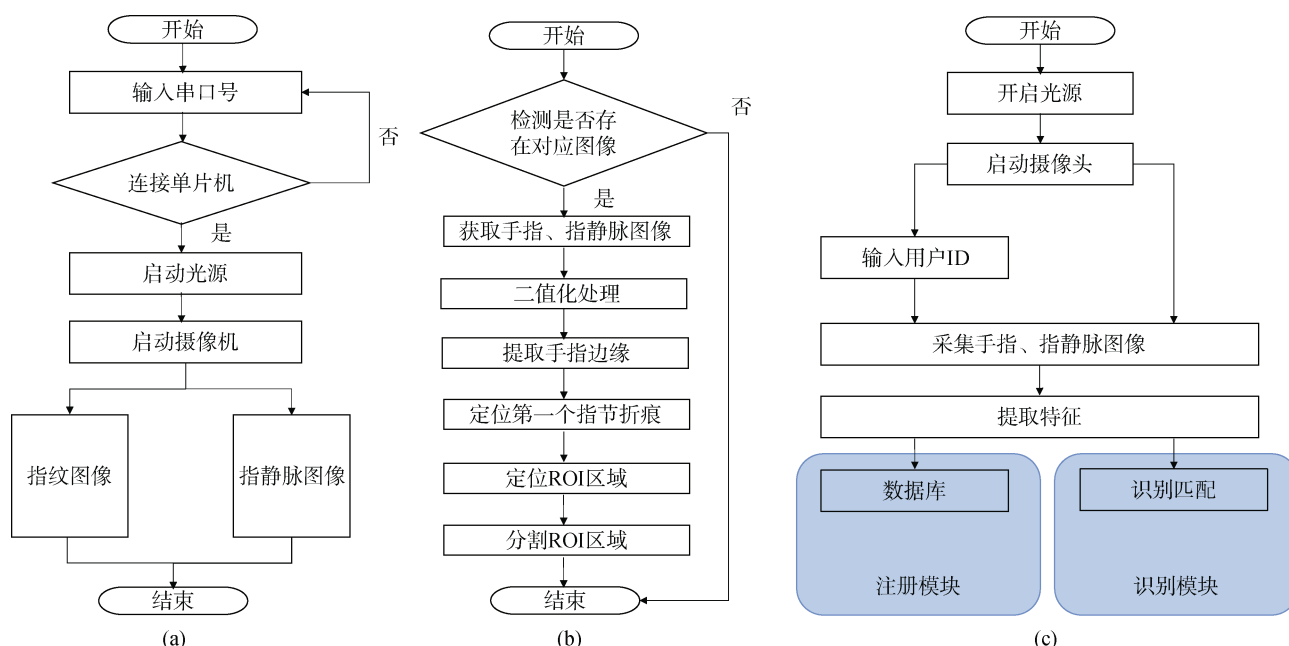 开始
输入串口号
否
连接单片机
是
启动光源
启动摄像机
指纹图像
指静脉图像
结束
(a)
开始
否
检测是否存
在对应图像
是
获取手指、指静脉图像
二值化处理
提取手指边缘
定位第一个指节折痕
定位ROI区域
分割ROI区域
结束
(b)
开始
开启光源
启动摄像头
输入用户ID
采集手指、指静脉图像
提取特征
数据库
识别匹配
注册模块
识别模块
(c)